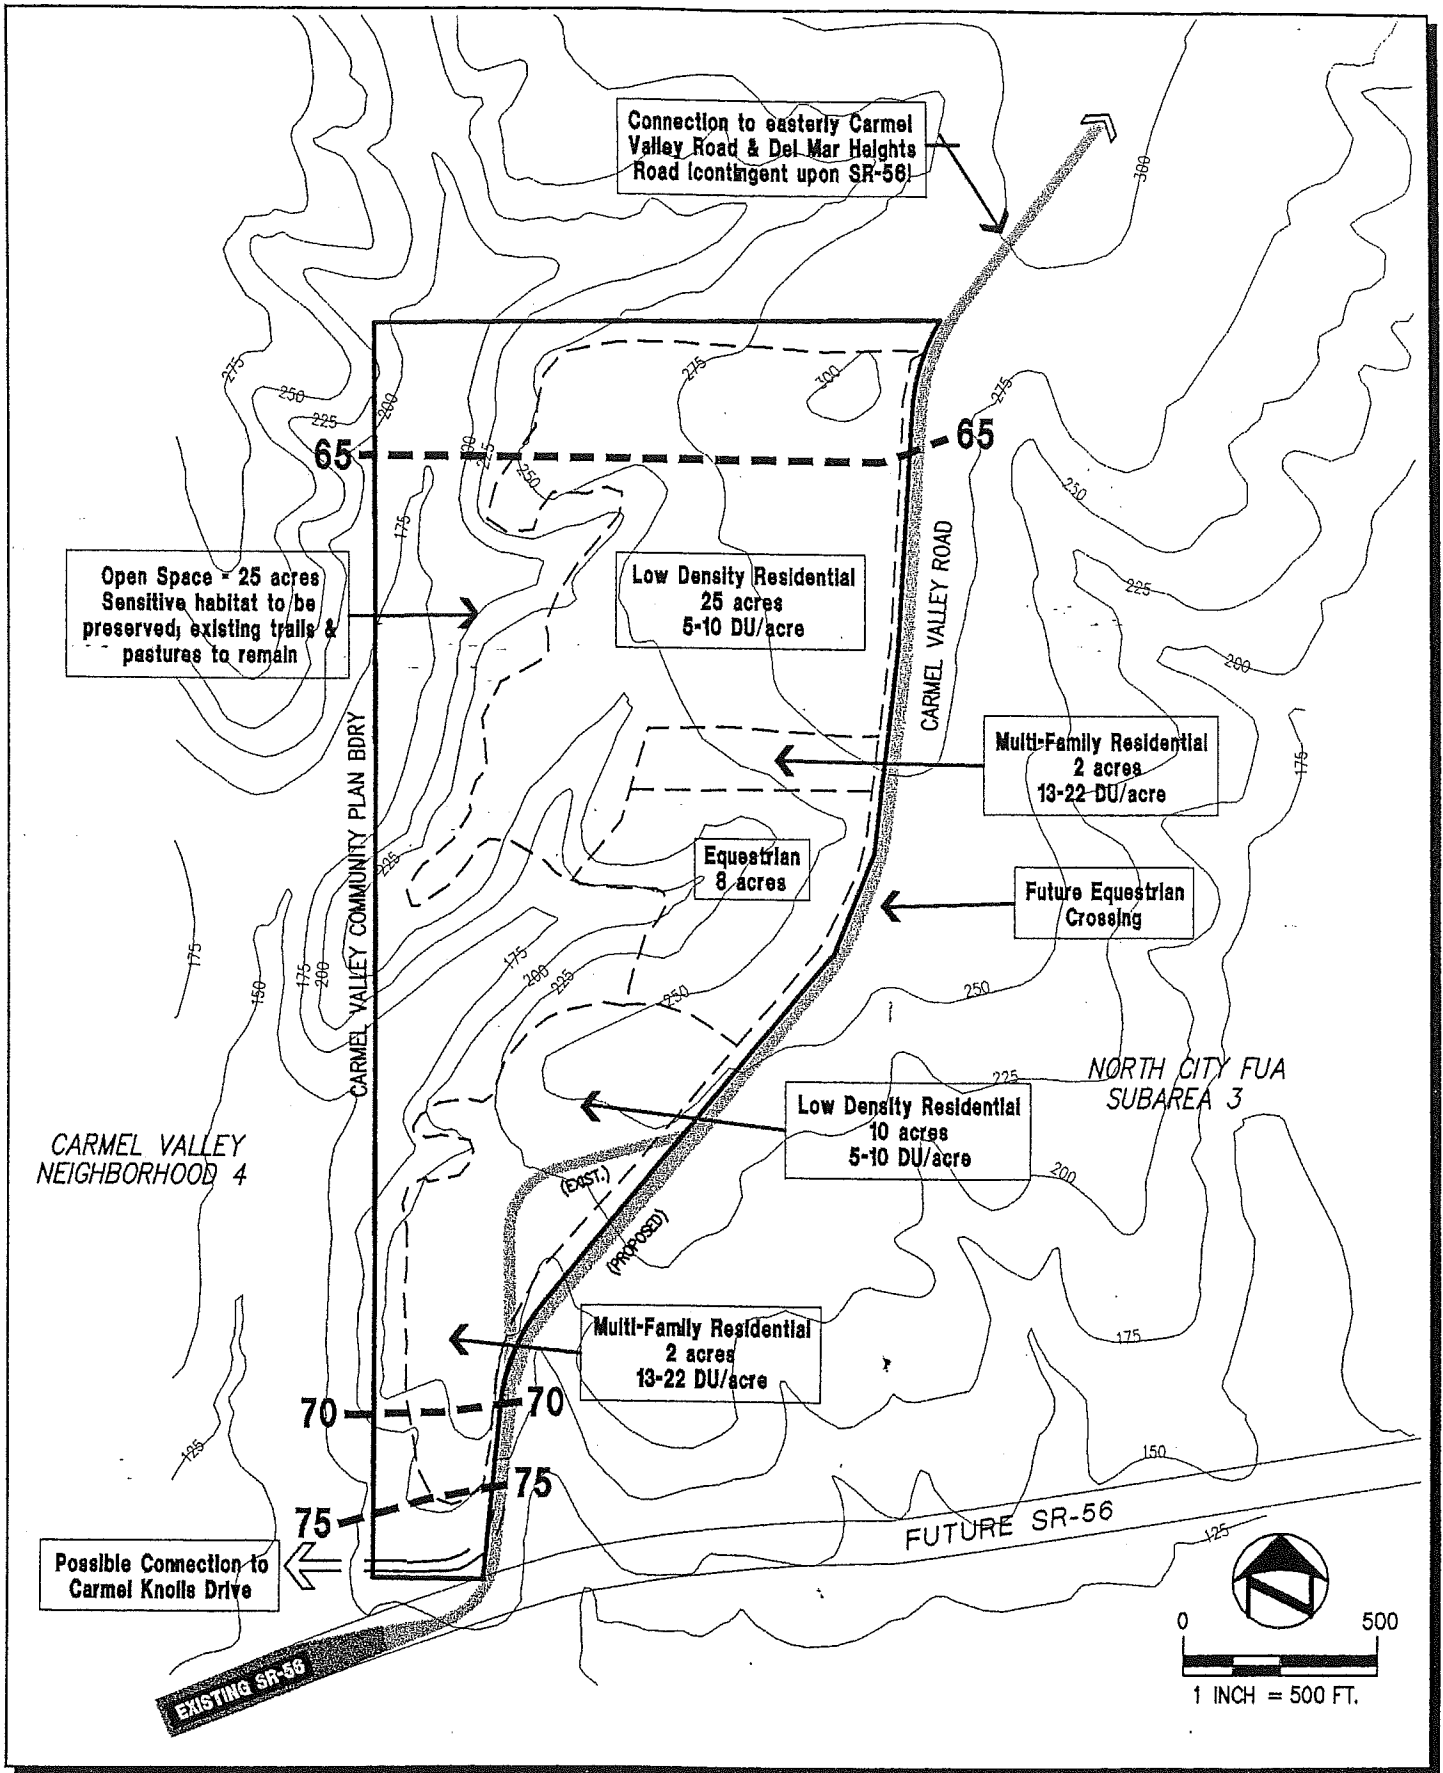 Connection to easterly Carmel
Valley Road & Del Mar Heights
Road (contingent upon SR-56)
300
275
250
225
200
275
300
275
65
200
225
250
65
250
175
CARMEL VALLEY ROAD
Open Space - 25 acres
Sensitive habitat to be
preserved; existing trails &
pastures to remain
Low Density Residential
25 acres
5-10 DU/acre
225
200
CARMEL VALLEY COMMUNITY PLAN BDRY
Multi-Family Residential
2 acres
13-22 DU/acre
175
225
Equestrian
8 acres
Future Equestrian
Crossing
175
150
175
200
175
200
225
250
250
NORTH CITY FUA
SUBAREA 3
225
Low Density Residential
10 acres
5-10 DU/acre
CARMEL VALLEY
NEIGHBORHOOD 4
(EXIST.)
200
(PROPOSED)
Multi-Family Residential
2 acres
13-22 DU/acre
175
70
70
125
150
75
75
FUTURE SR-56
125
Possible Connection to
Carmel Knolls Drive
EXISTING SR-56
0 500
1 INCH = 500 FT.